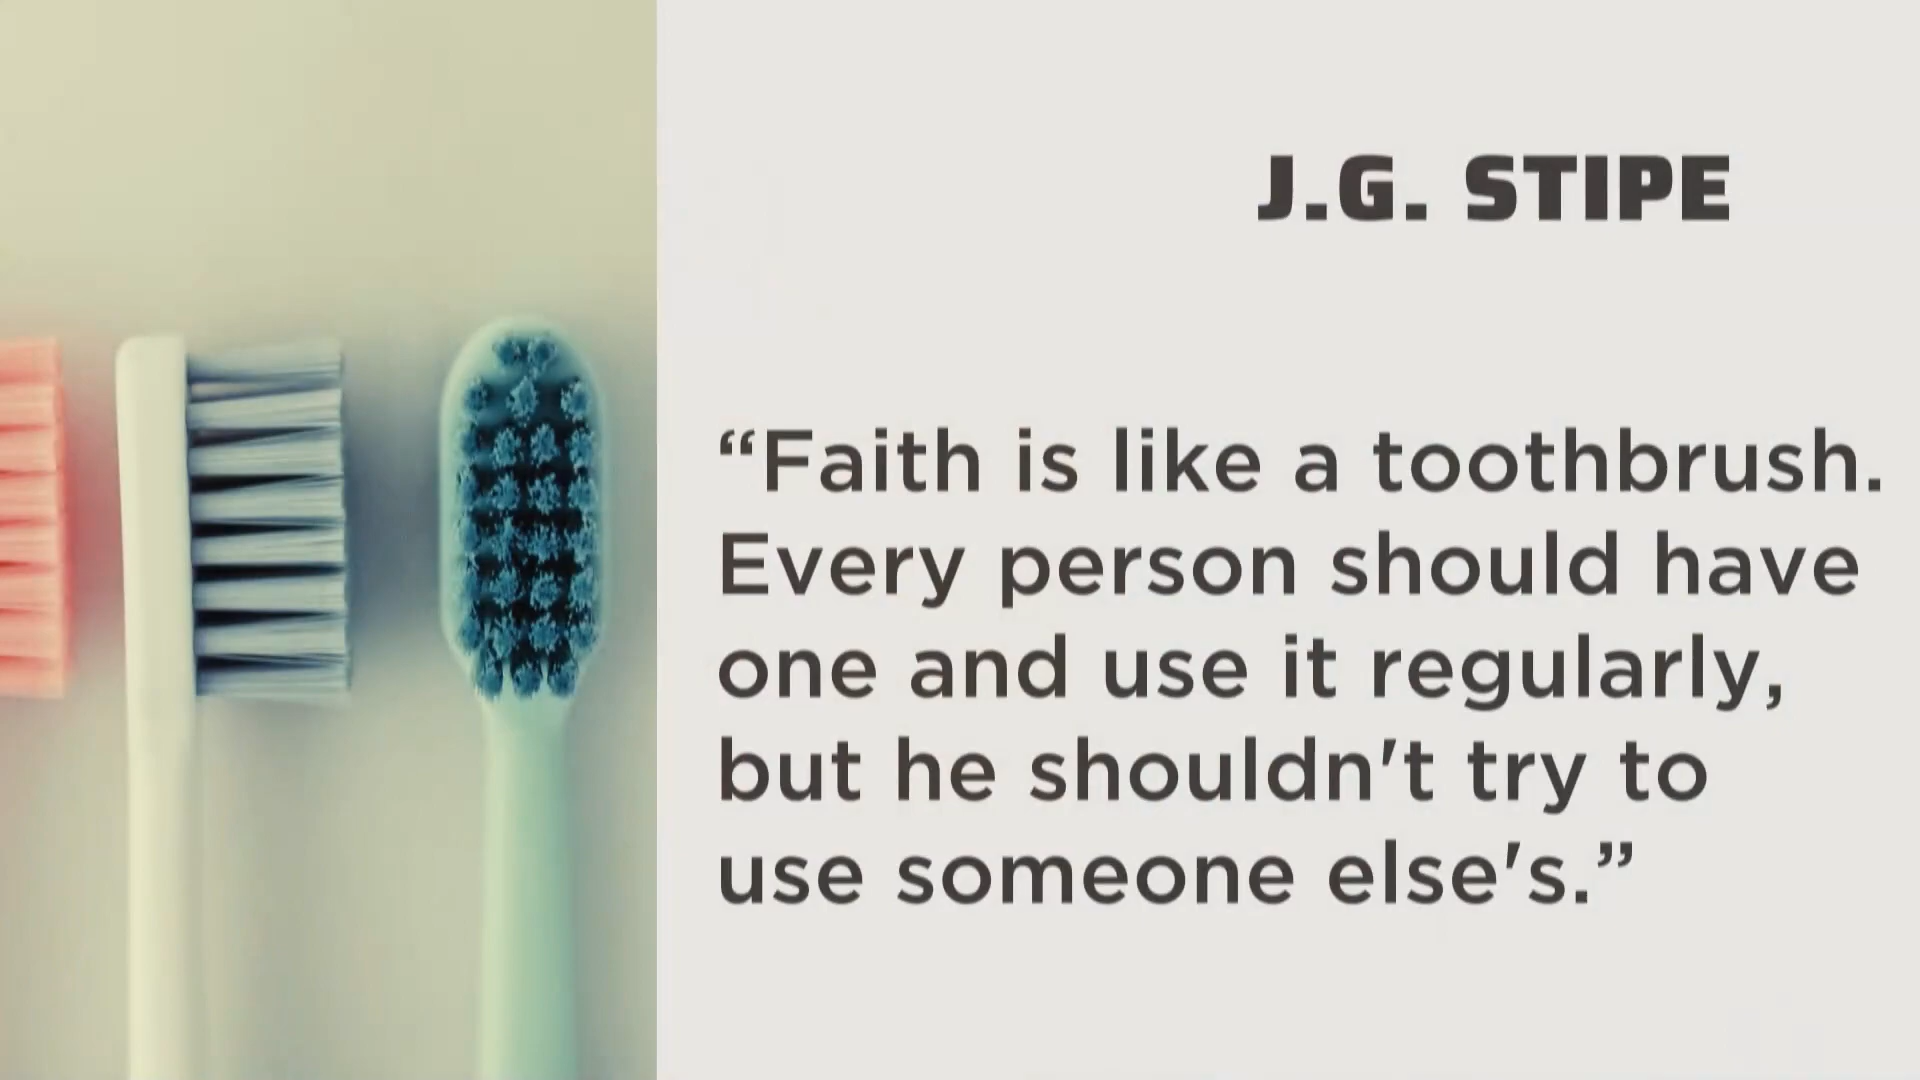 J.G. STIPE
“Faith is like a toothbrush.
Every person should have
one and use it regularly,
but he shouldn't try to
use someone else's.”